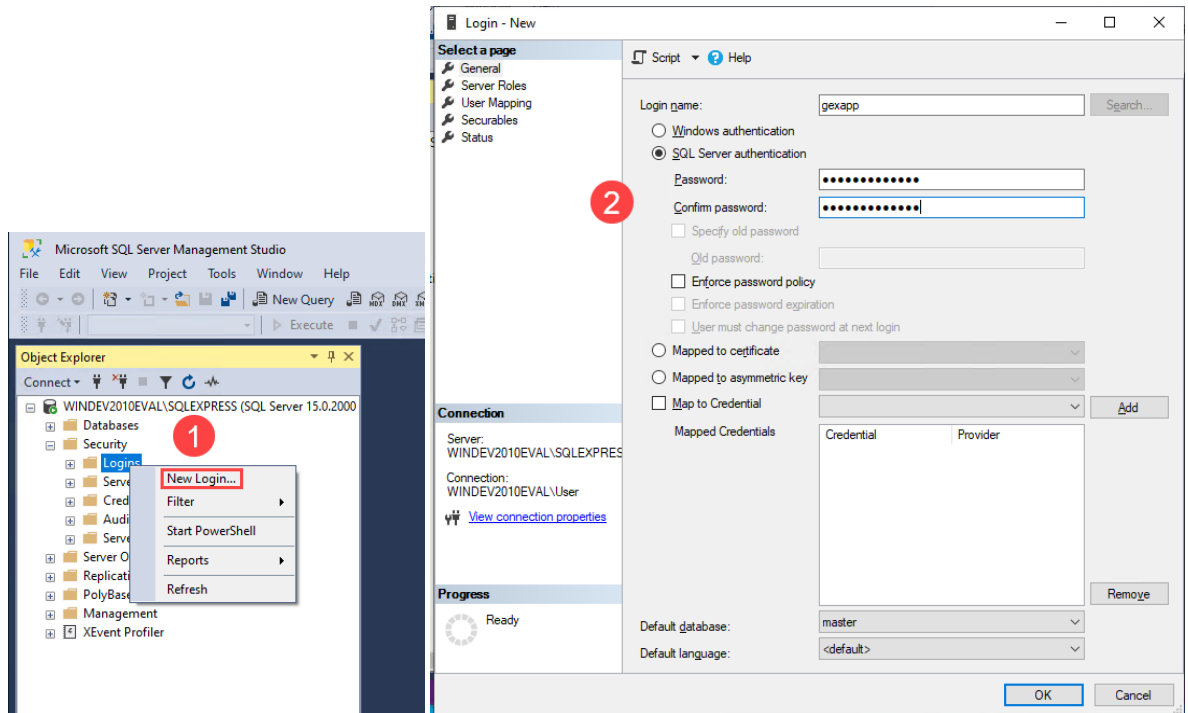 Microsoft SQL Server Management Studio
File Edit View Project Tools Window Help
New Query
MDX DMX
Execute
Object Explorer
Connect
WINDEV2010EVAL\SQLEXPRESS (SQL Server 15.0.2000
Databases
1
Security
Logins
New Login...
Serve
Cred
Filter
Audi
Serve
Start PowerShell
Server O
Reports
Replicati
PolyBase
Refresh
Management
XEvent Profiler
Login - New
Select a page
General
Server Roles
User Mapping
Securables
Status
Connection
Server:
WINDEV2010EVAL\SQLEXPRES
Connection:
WINDEV2010EVAL\User
View connection properties
Progress
Ready
Script Help
Login name: gexapp Search...
Windows authentication
SQL Server authentication
Password: •••••••••••••
2
Confirm password: •••••••••••••
Specify old password
Old password:
Enforce password policy
Enforce password expiration
User must change password at next login
Mapped to certificate
Mapped to asymmetric key
Map to Credential Add
Mapped Credentials Credential Provider
Remove
Default database: master
Default language: <default>
OK Cancel